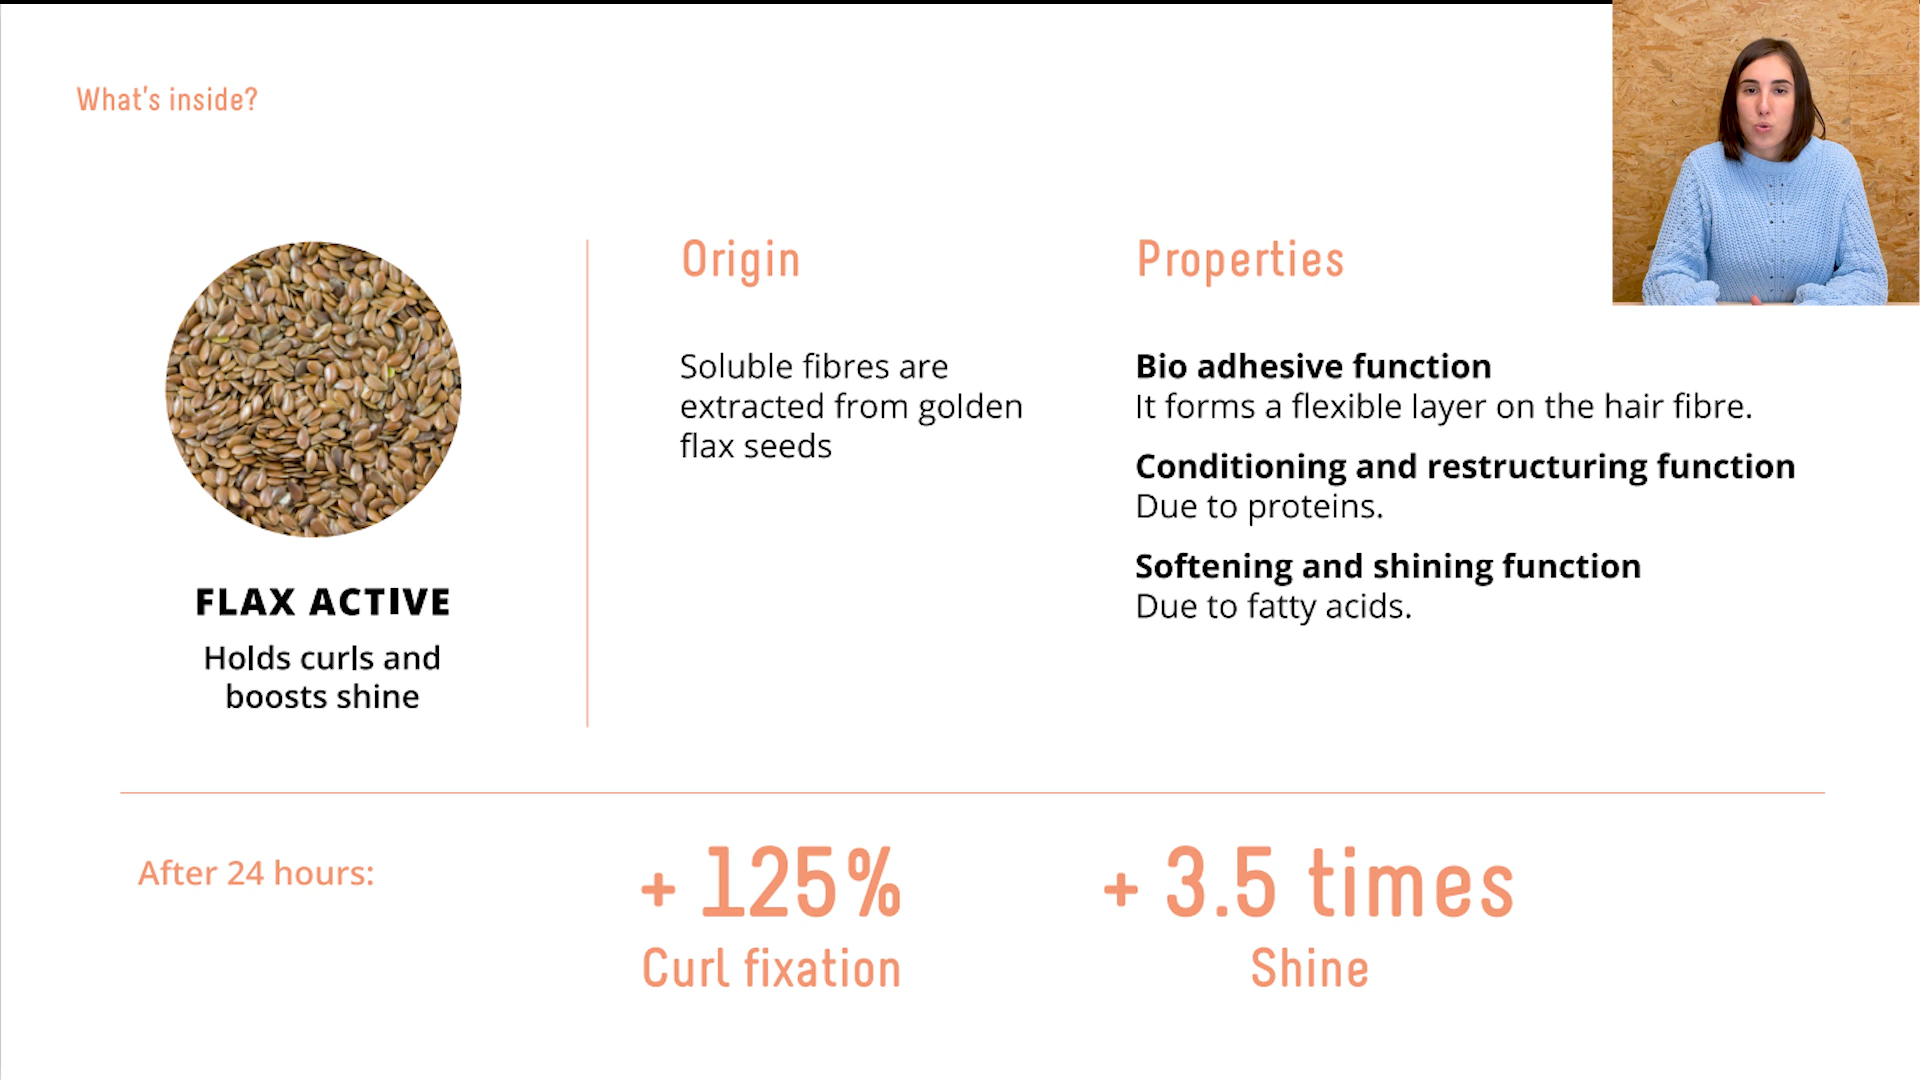 What's inside?
FLAX ACTIVE
Holds curls and
boosts shine
Origin
Soluble fibres are
extracted from golden
flax seeds
Properties
Bio adhesive function
It forms a flexible layer on the hair fibre.
Conditioning and restructuring function
Due to proteins.
Softening and shining function
Due to fatty acids.
After 24 hours:
+ 125%
Curl fixation
+ 3.5 times
Shine